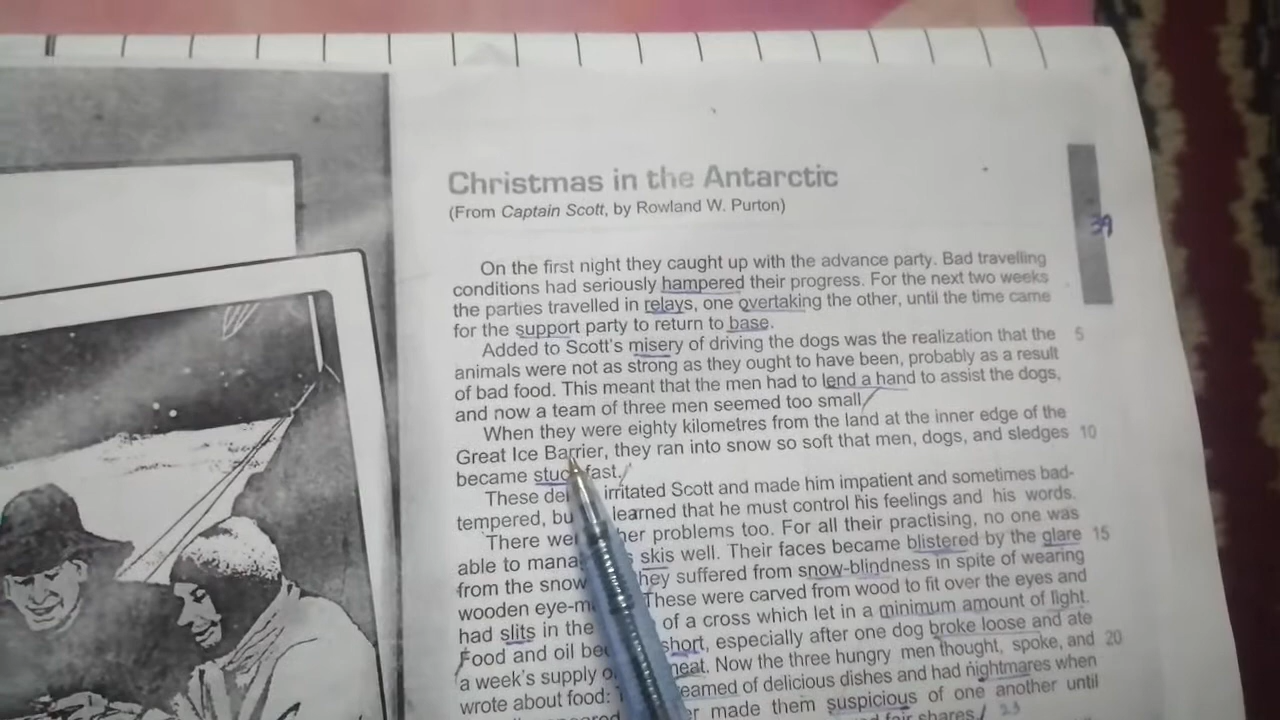 Christmas in the Antarctic
(From Captain Scott, by Rowland W. Purton)
39
On the first night they caught up with the advance party. Bad travelling
conditions had seriously hampered their progress. For the next two weeks
the parties travelled in relays, one overtaking the other, until the time came
for the support party to return to base.
Added to Scott's misery of driving the dogs was the realization that the 5
animals were not as strong as they ought to have been, probably as a result
of bad food. This meant that the men had to lend a hand to assist the dogs,
and now a team of three men seemed too small
When they were eighty kilometres from the land at the inner edge of the
Great Ice Barrier, they ran into snow so soft that men, dogs, and sledges 10
became stuc fast.
These irritated Scott and made him impatient and sometimes bad-
tempered, learned that he must control his feelings and his words.
There problems too. For all their practising, no one was
able to skis well. Their faces became blistered by the glare 15
from the snow they suffered from snow-blindness in spite of wearing
wooden These were carved from wood to fit over the eyes and
had slits in the of a cross which let in a minimum amount of light.
Food and oil short, especially after one dog broke loose and ate
a week's supply meat. Now the three hungry men thought, spoke, and 20
wrote about food: of delicious dishes and had nightmares when
made them suspicious of one another until
fair shares.